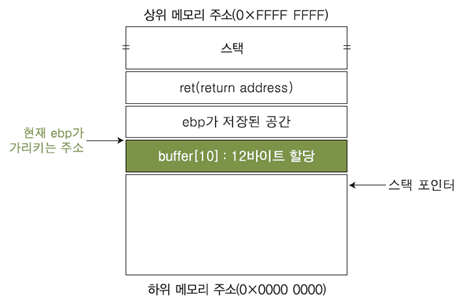 상위 메모리 주소(0×FFFF FFFF)
스택
ret(return address)
ebp가 저장된 공간
현재 ebp가
가리키는 주소
buffer[10] : 12바이트 할당
스택 포인터
하위 메모리 주소(0×0000 0000)